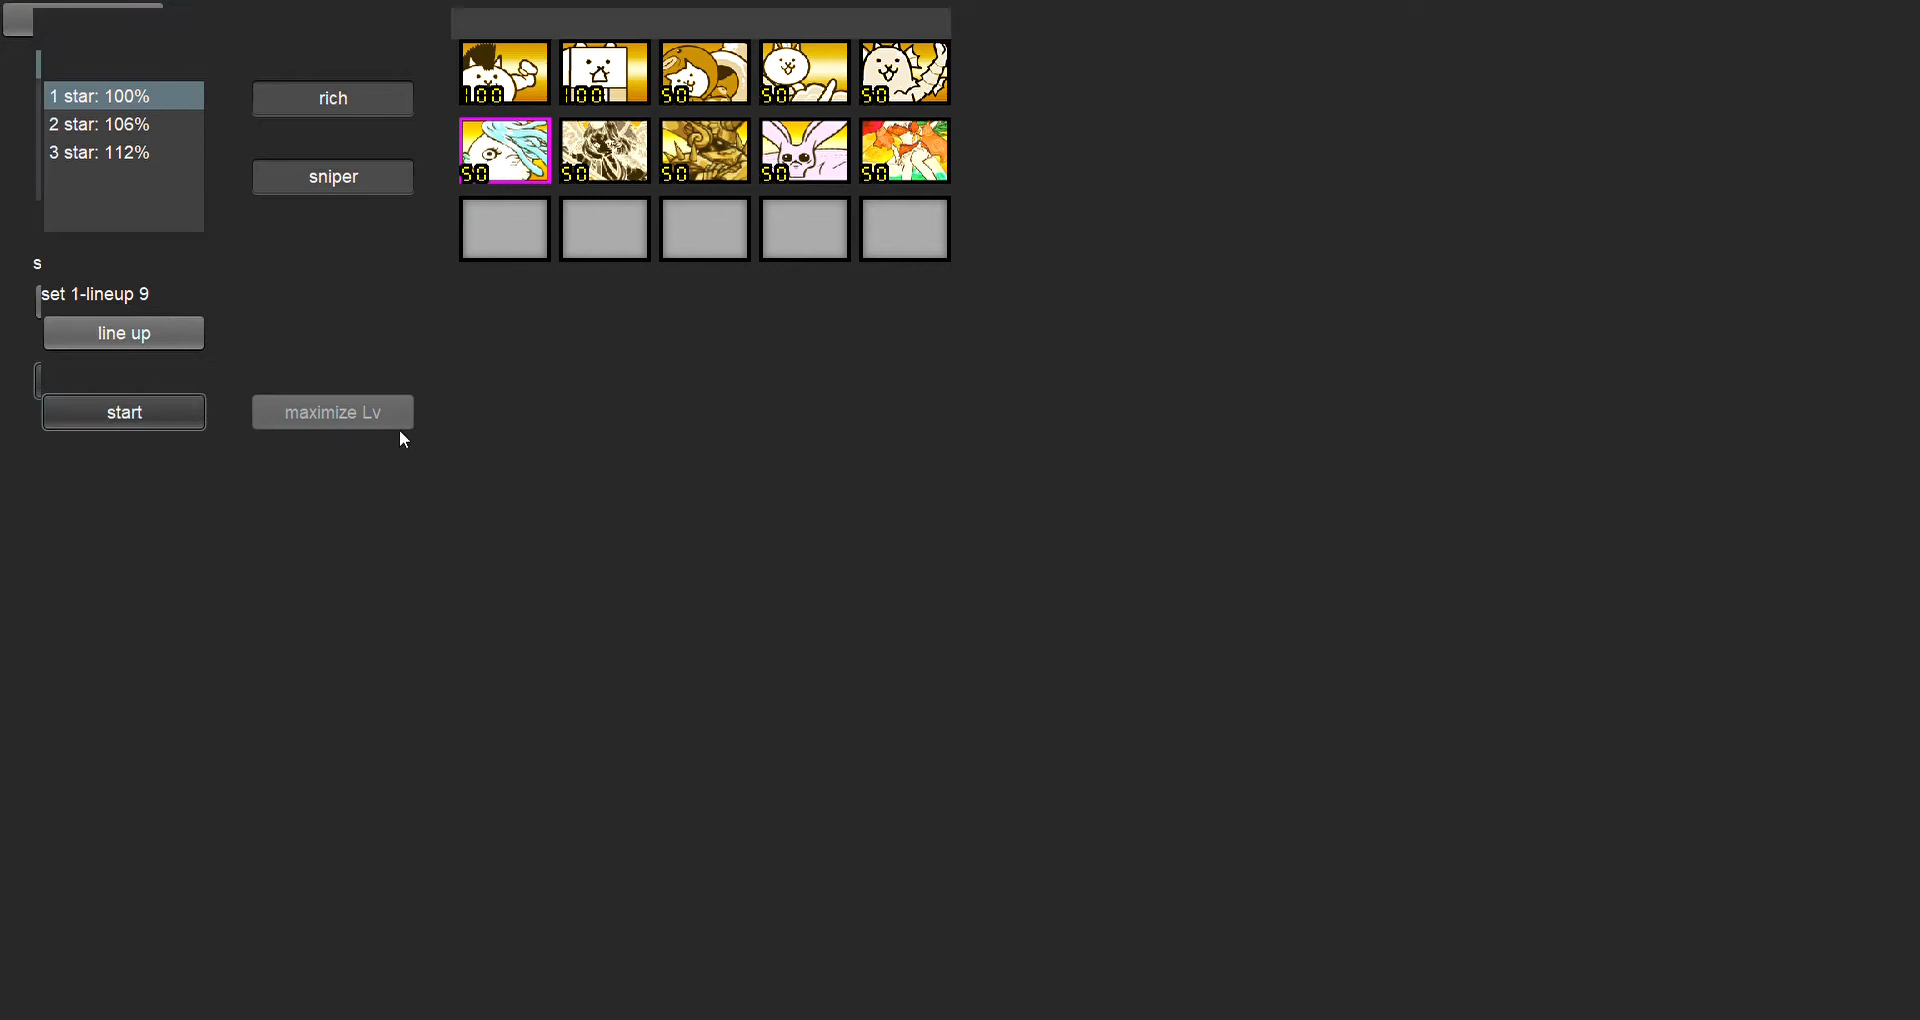 1 star: 100%
2 star: 106%
3 star: 112%
rich
sniper
s
set 1-lineup 9
line up
start
maximize Lv
100 100 50 50 50
50 50 50 50 50